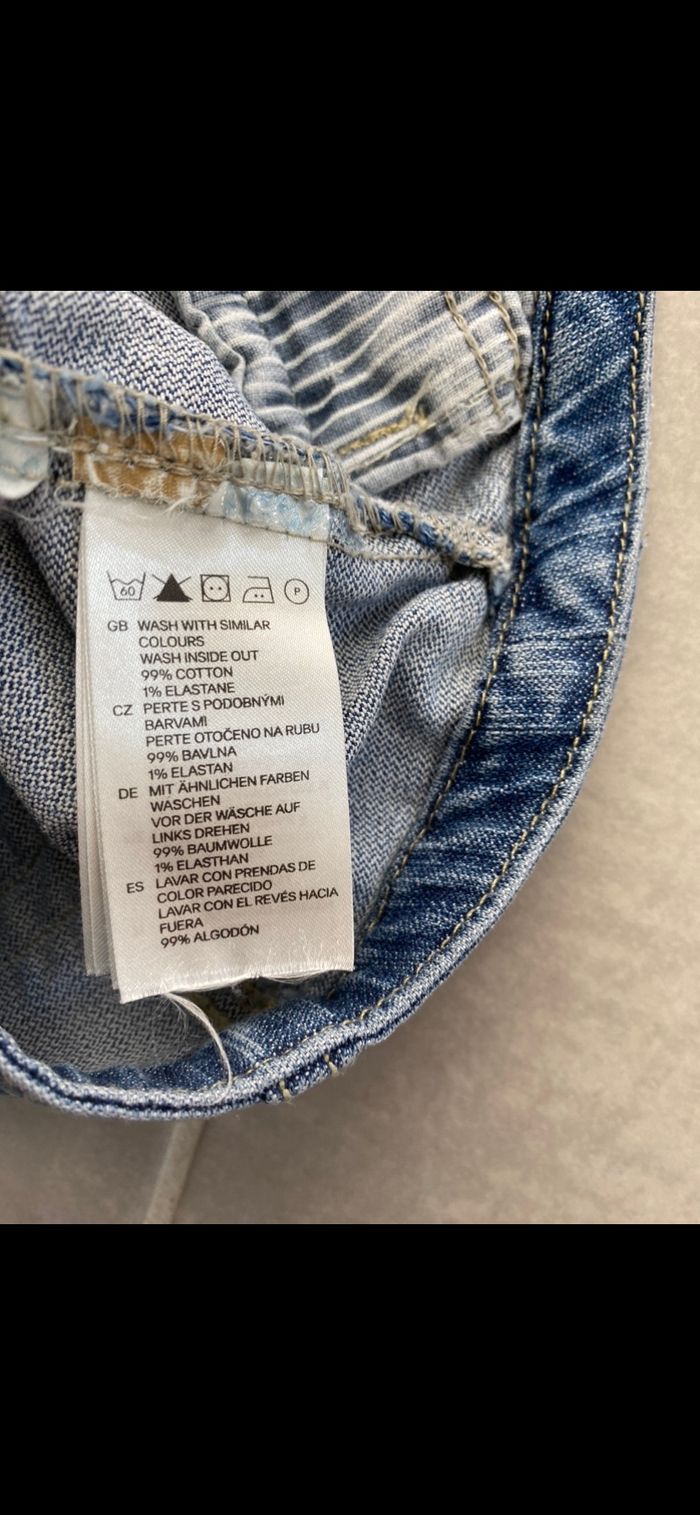 60 P
GB WASH WITH SIMILAR
COLOURS
WASH INSIDE OUT
99% COTTON
1% ELASTANE
CZ PERTE S PODOBNÝMI
BARVAMI
PERTE OTOČENO NA RUBU
99% BAVLNA
1% ELASTAN
DE MIT ÄHNLICHEN FARBEN
WASCHEN
VOR DER WÄSCHE AUF
LINKS DREHEN
99% BAUMWOLLE
1% ELASTHAN
ES LAVAR CON PRENDAS DE
COLOR PARECIDO
LAVAR CON EL REVÉS HACIA
FUERA
99% ALGODÓN